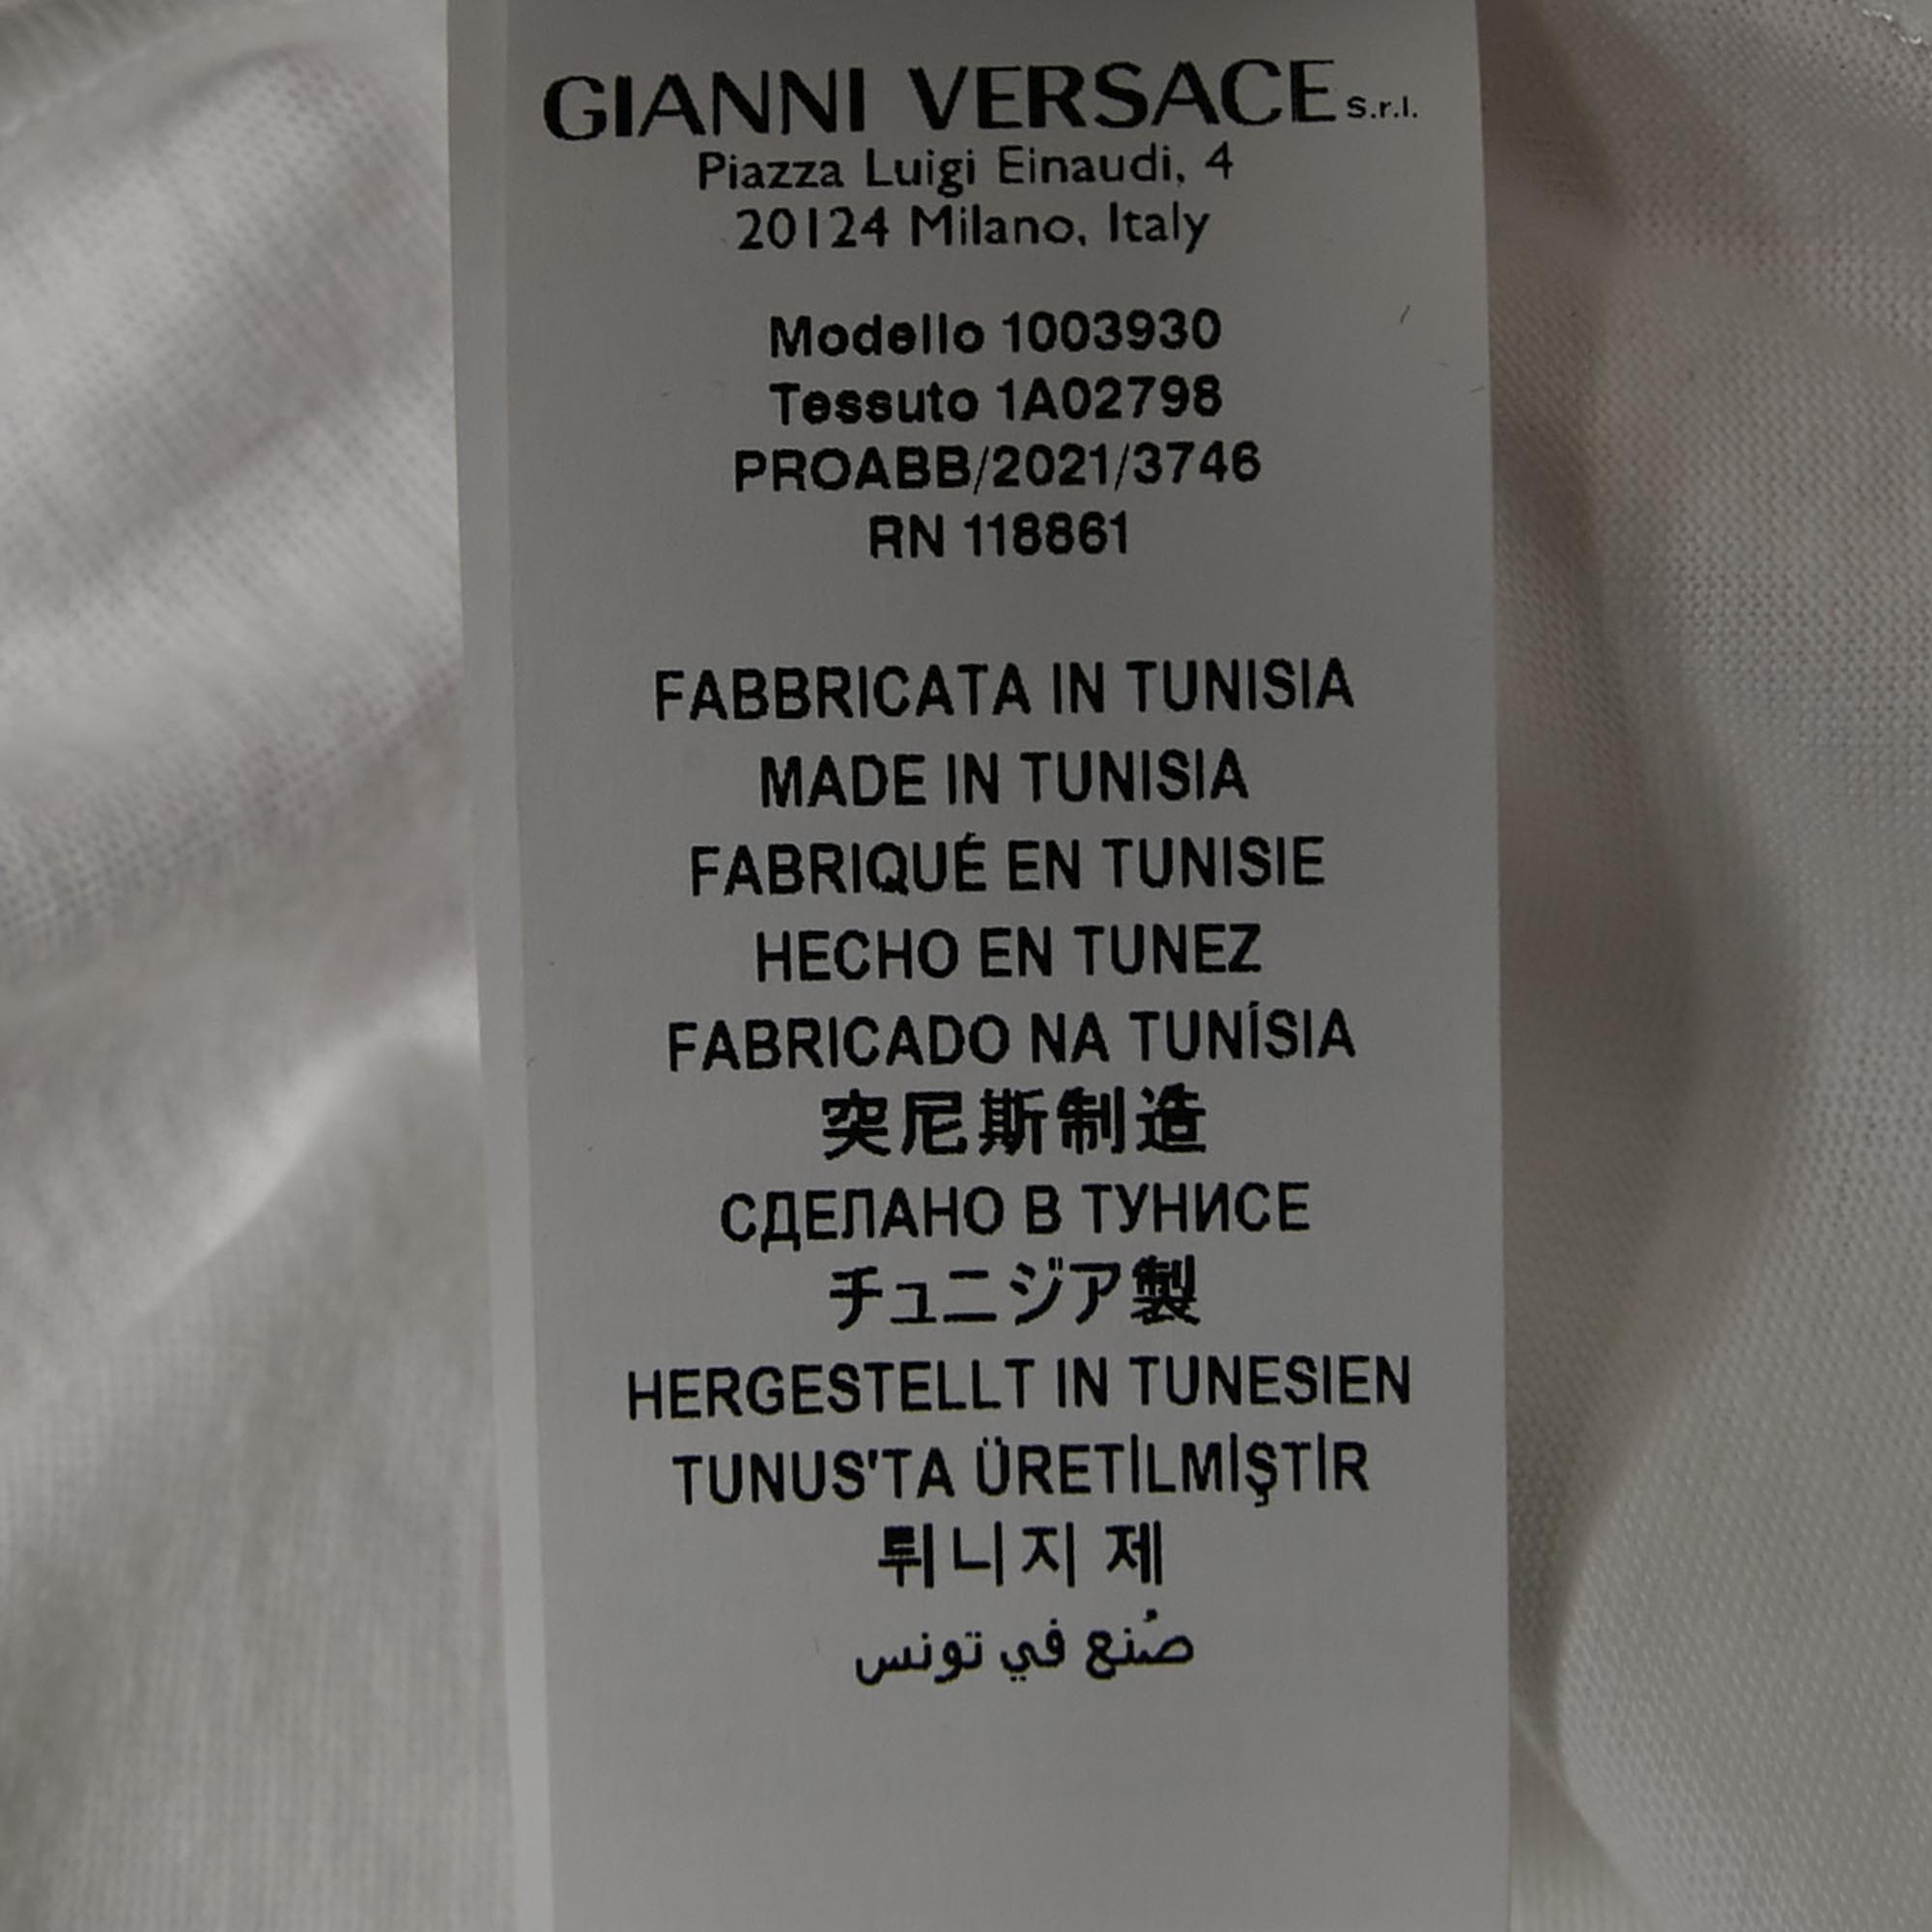 GIANNI VERSACE s.r.l.
Piazza Luigi Einaudi, 4
20124 Milano, Italy
Modello 1003930
Tessuto 1A02798
PROABB/2021/3746
RN 118861
FABBRICATA IN TUNISIA
MADE IN TUNISIA
FABRIQUÉ EN TUNISIE
HECHO EN TUNEZ
FABRICADO NA TUNÍSIA
突尼斯制造
СДЕЛАНО В ТУНИСЕ
チュニジア製
HERGESTELLT IN TUNESIEN
TUNUS'TA ÜRETİLMİŞTİR
튀니지 제
صُنع في تونس